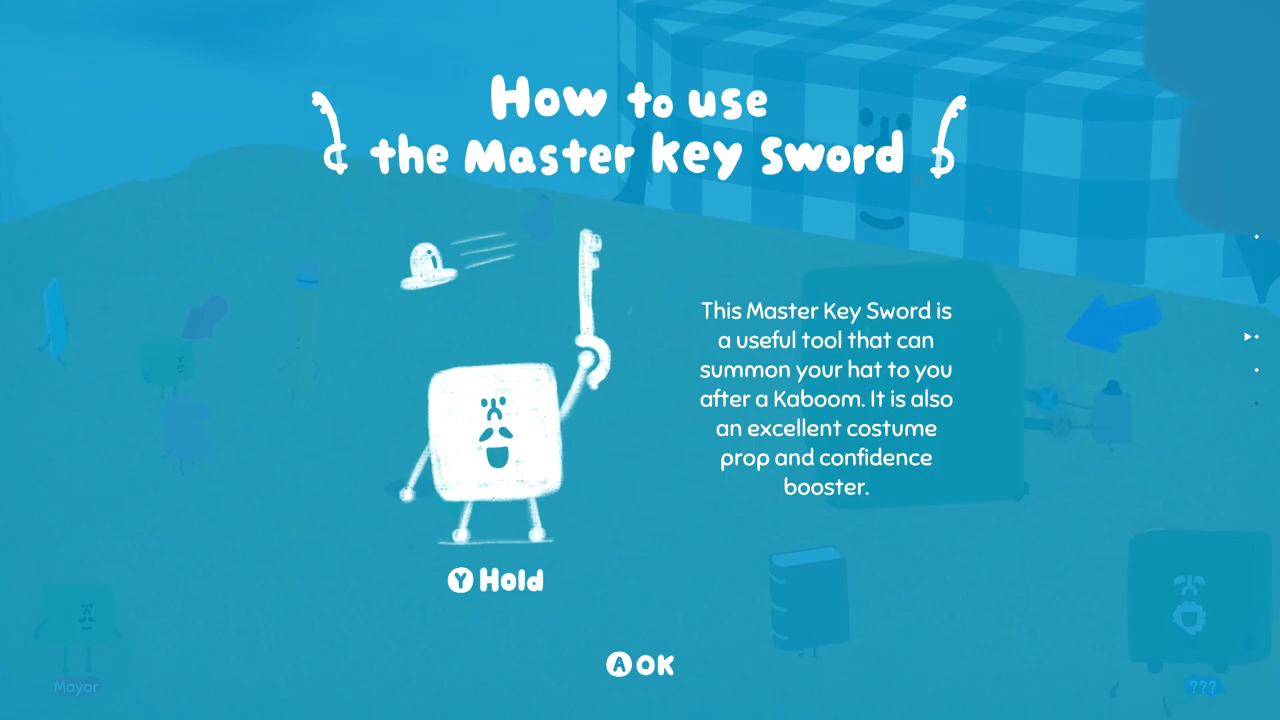 How to use
the Master Key Sword
This Master Key Sword is
a useful tool that can
summon your hat to you
after a Kaboom. It is also
an excellent costume
prop and confidence
booster.
Y Hold
A OK
Mayor
???